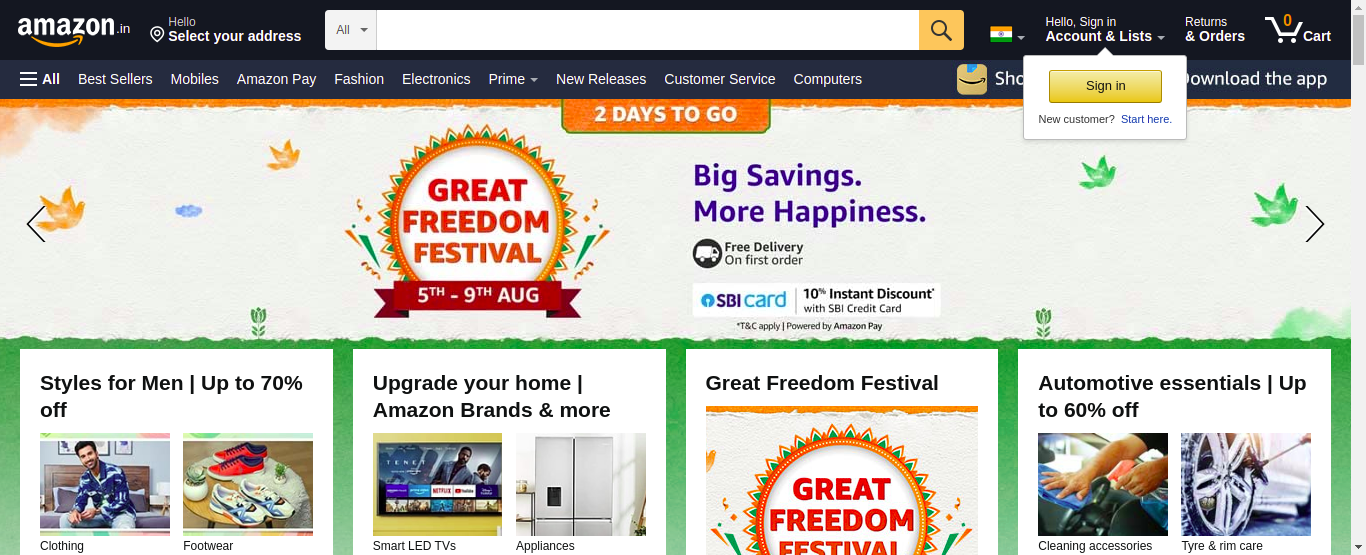 amazon.in
Hello
Select your address
All
Hello, Sign in
Account & Lists
Returns
& Orders
0
Cart
All
Best Sellers
Mobiles
Amazon Pay
Fashion
Electronics
Prime
New Releases
Customer Service
Computers
Download the app
Sign in
New customer? Start here.
2 DAYS TO GO
GREAT
FREEDOM
FESTIVAL
5TH - 9TH AUG
Big Savings.
More Happiness.
Free Delivery
On first order
SBI card
10% Instant Discount*
with SBI Credit Card
*T&C apply | Powered by Amazon Pay
Styles for Men | Up to 70%
off
Clothing
Footwear
Upgrade your home |
Amazon Brands & more
TENET
NETFLIX
YouTube
Smart LED TVs
Appliances
Great Freedom Festival
GREAT
FREEDOM
FESTIVAL
Automotive essentials | Up
to 60% off
Cleaning accessories
Tyre & rim care